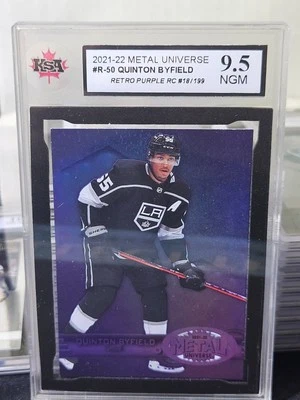 KSA
2021-22 METAL UNIVERSE
#R-50 QUINTON BYFIELD
RETRO PURPLE RC #18/199
9.5
NGM
55
A
LA
QUINTON BYFIELD
METAL
UNIVERSE